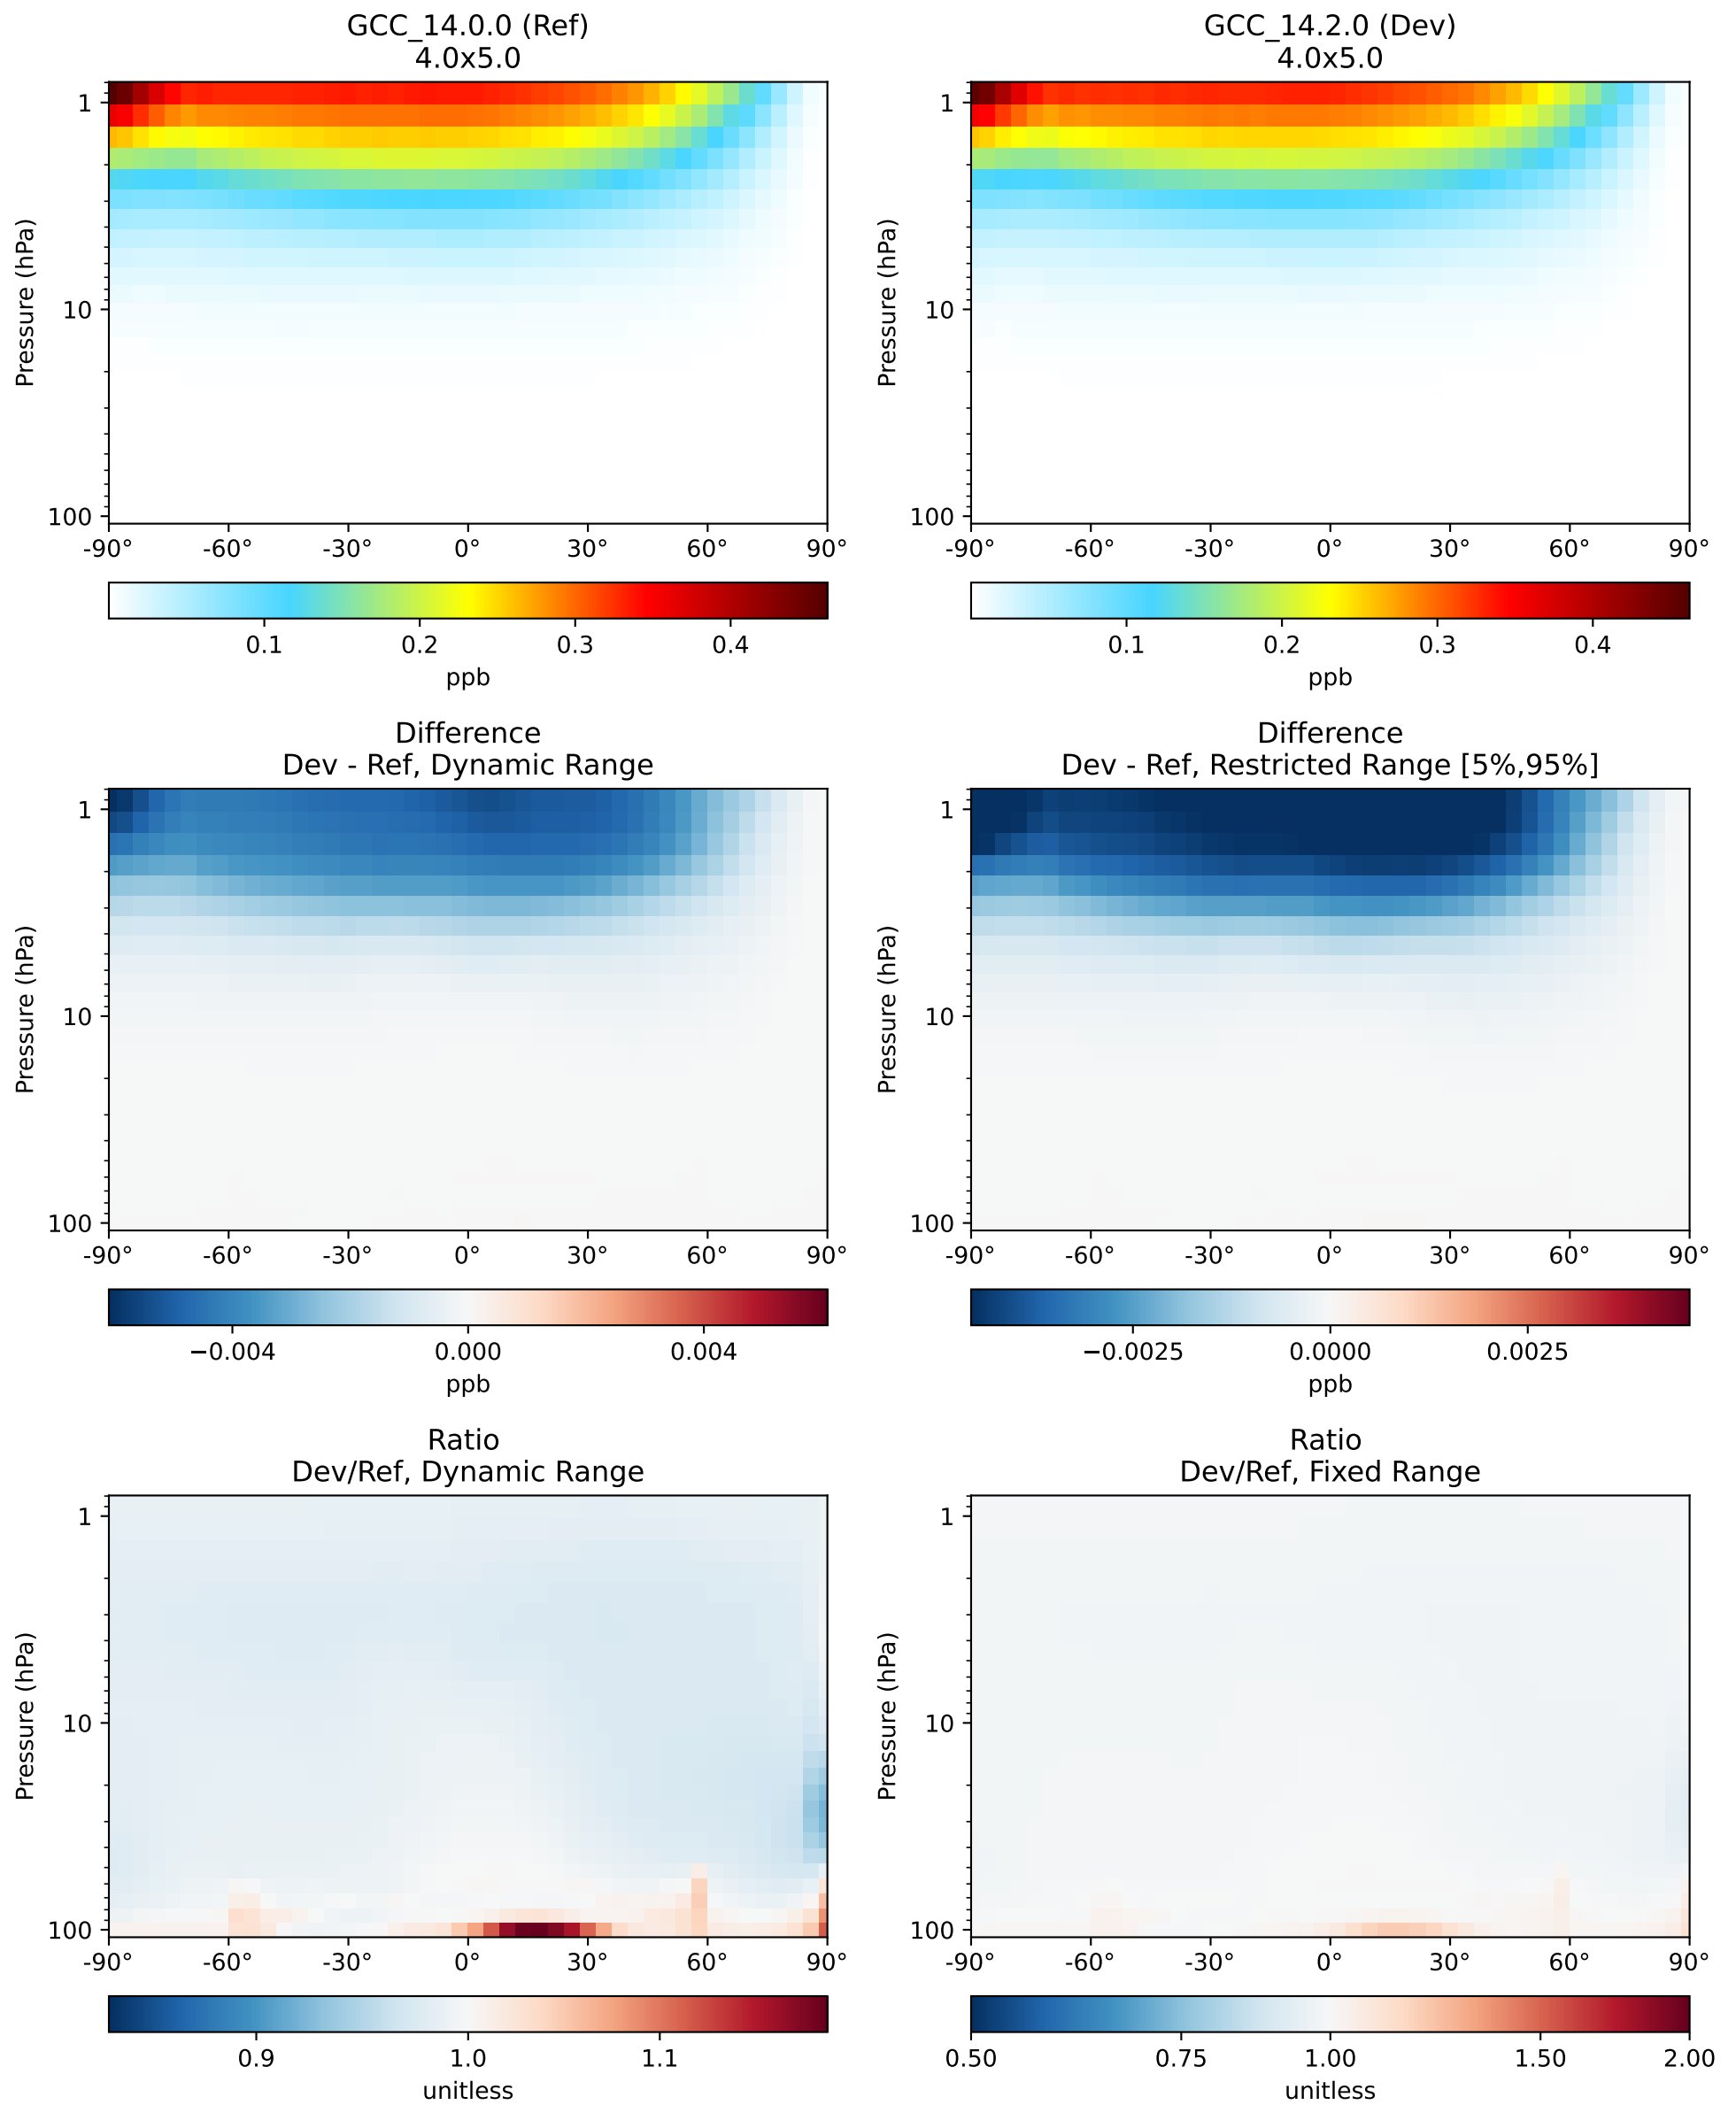 GCC_14.0.0 (Ref)
4.0x5.0
Pressure (hPa)
1
10
100
-90° -60° -30° 0° 30° 60° 90°
0.1 0.2 0.3 0.4
ppb
GCC_14.2.0 (Dev)
4.0x5.0
Pressure (hPa)
1
10
100
-90° -60° -30° 0° 30° 60° 90°
0.1 0.2 0.3 0.4
ppb
Difference
Dev - Ref, Dynamic Range
Pressure (hPa)
1
10
100
-90° -60° -30° 0° 30° 60° 90°
−0.004 0.000 0.004
ppb
Difference
Dev - Ref, Restricted Range [5%,95%]
Pressure (hPa)
1
10
100
-90° -60° -30° 0° 30° 60° 90°
−0.0025 0.0000 0.0025
ppb
Ratio
Dev/Ref, Dynamic Range
Pressure (hPa)
1
10
100
-90° -60° -30° 0° 30° 60° 90°
0.9 1.0 1.1
unitless
Ratio
Dev/Ref, Fixed Range
Pressure (hPa)
1
10
100
-90° -60° -30° 0° 30° 60° 90°
0.50 0.75 1.00 1.50 2.00
unitless